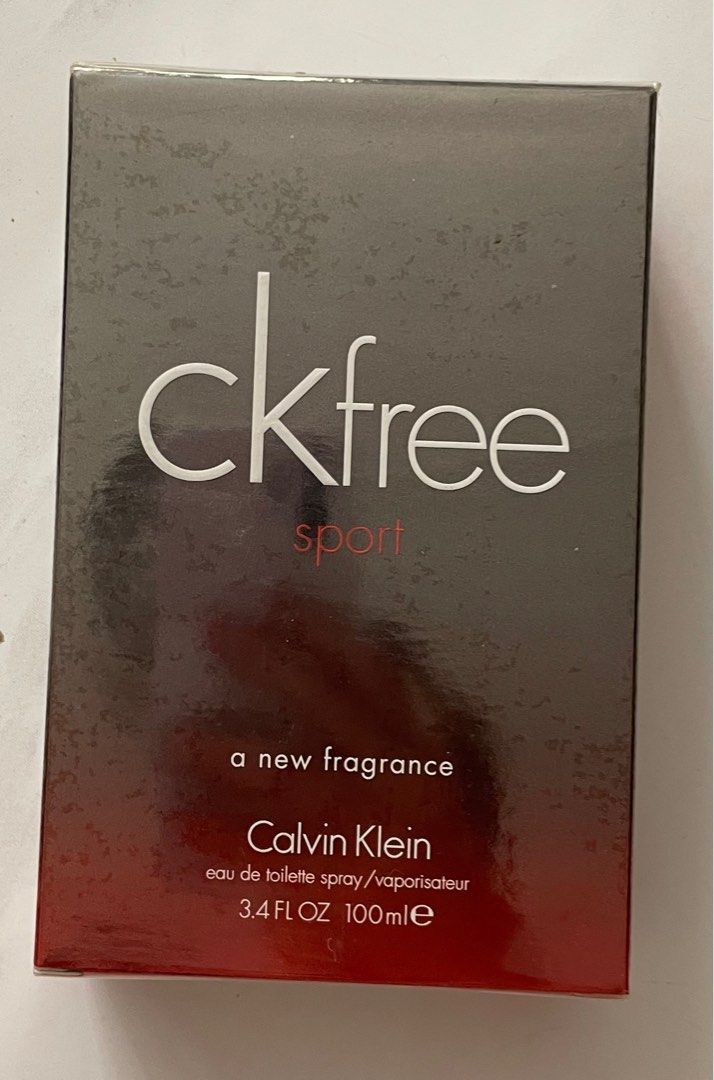 ckfree
sport
a new fragrance
Calvin Klein
eau de toilette spray/vaporisateur
3.4 FL OZ 100ml℮